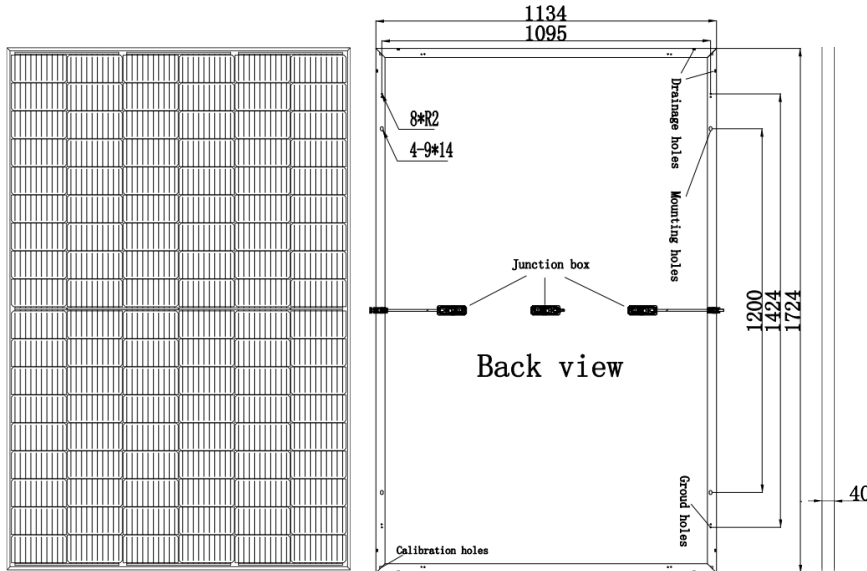 1134
1095
8*R2
4-9*14
Drainage holes
Mounting holes
Junction box
1200
1424
1724
Back view
Groud holes
40
Calibration holes